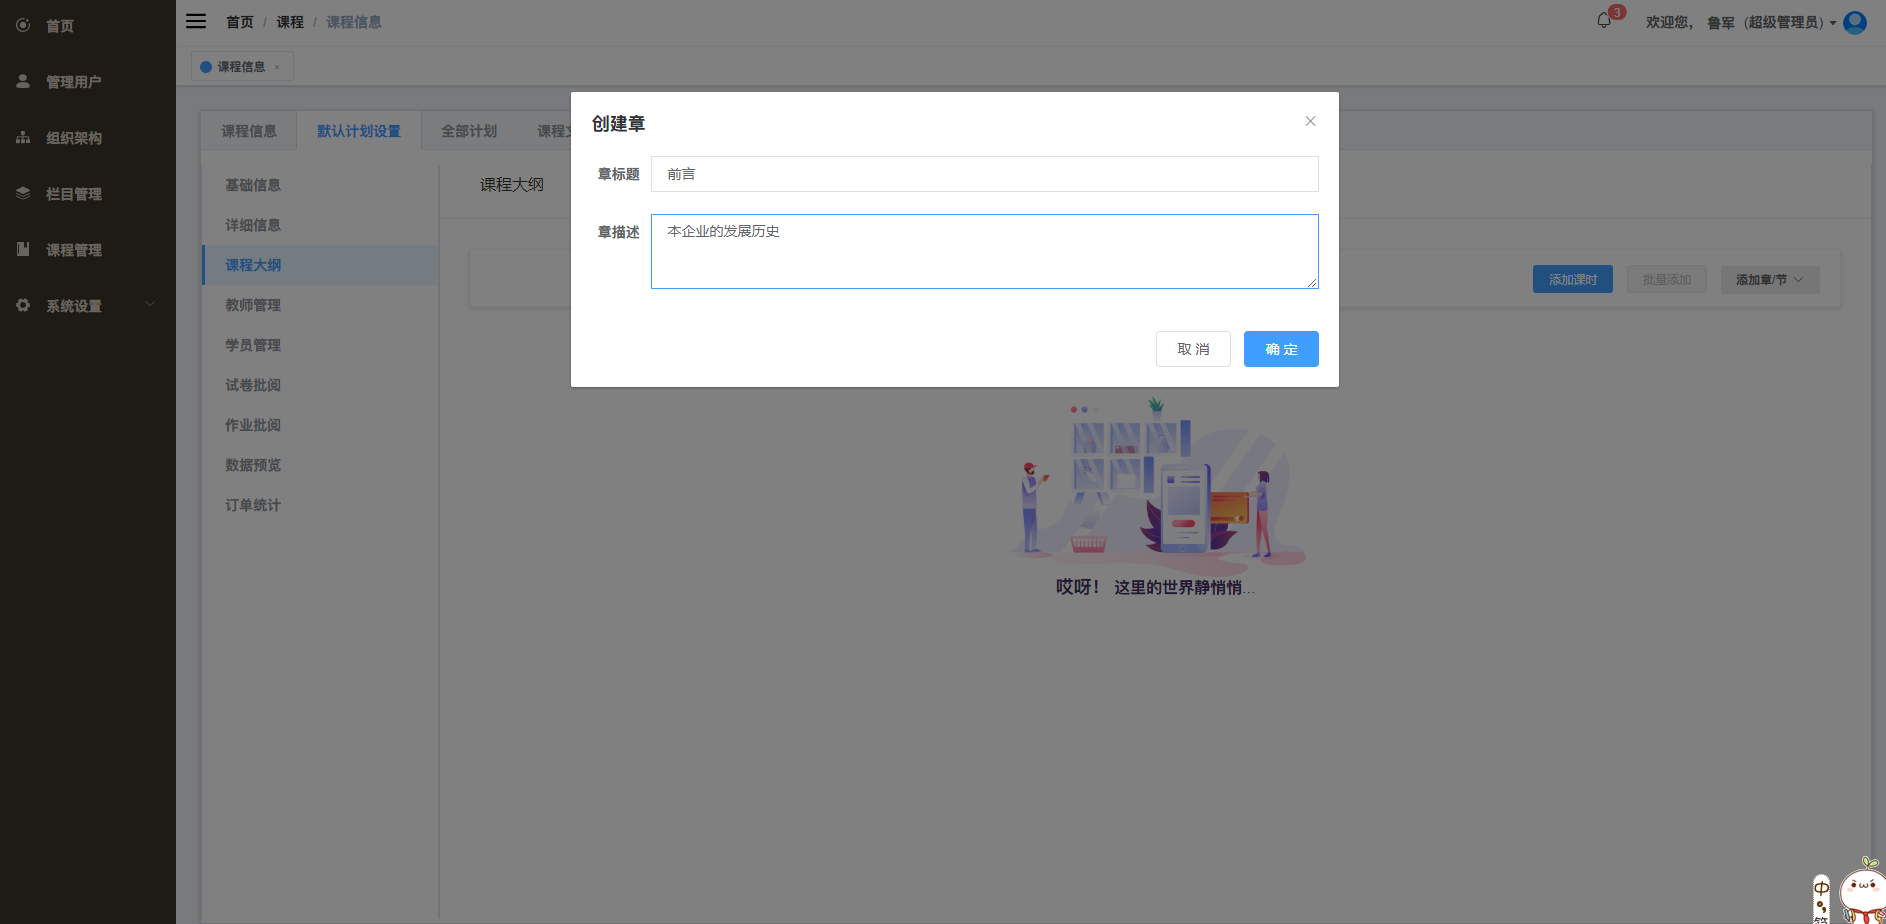 首页
管理用户
组织架构
栏目管理
课程管理
系统设置
首页 / 课程 / 课程信息
3
欢迎您， 鲁军 (超级管理员)
课程信息 ×
课程信息 默认计划设置 全部计划 课程
基础信息
详细信息
课程大纲
教师管理
学员管理
试卷批阅
作业批阅
数据预览
订单统计
课程大纲
添加课时 批量添加 添加章/节
创建章
章标题 前言
章描述 本企业的发展历史
取 消 确 定
哎呀！ 这里的世界静悄悄...
中